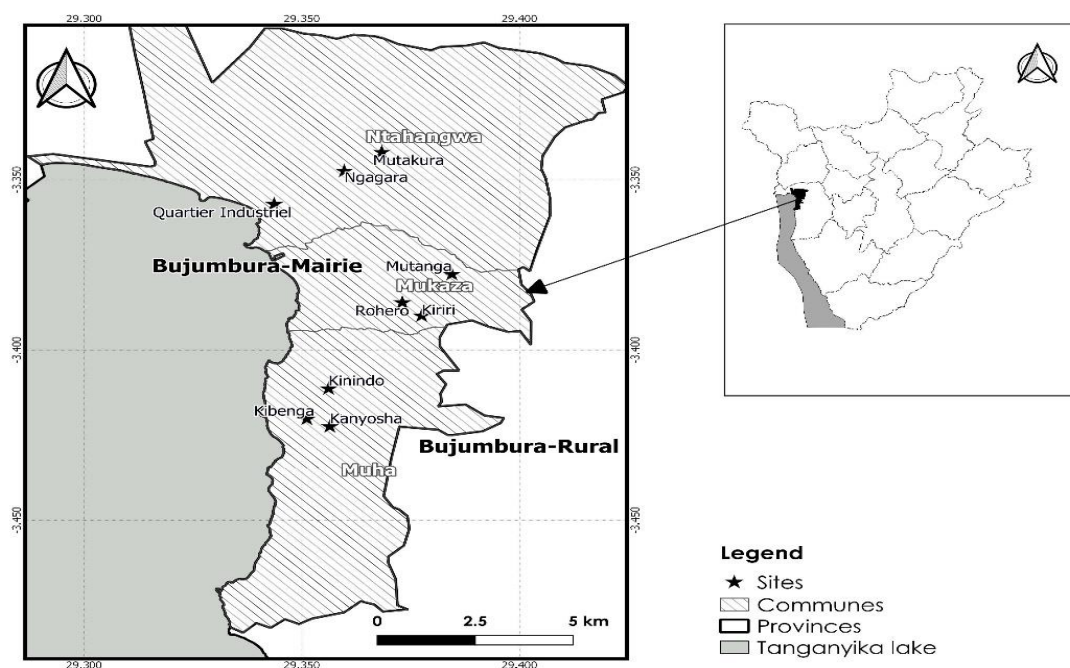 29.300 29.350 29.400
Ntahangwa
Mutakura
-3.350
-3.350
Ngagara
Quartier Industriel
Bujumbura-Mairie
Mutanga
Mukaza
Rohero
Kiriri
-3.400
-3.400
Kinindo
Kibenga
Kanyosha
Bujumbura-Rural
Muha
-3.450
-3.450
0 2.5 5 km
29.300 29.350 29.400
Legend
Sites
Communes
Provinces
Tanganyika lake